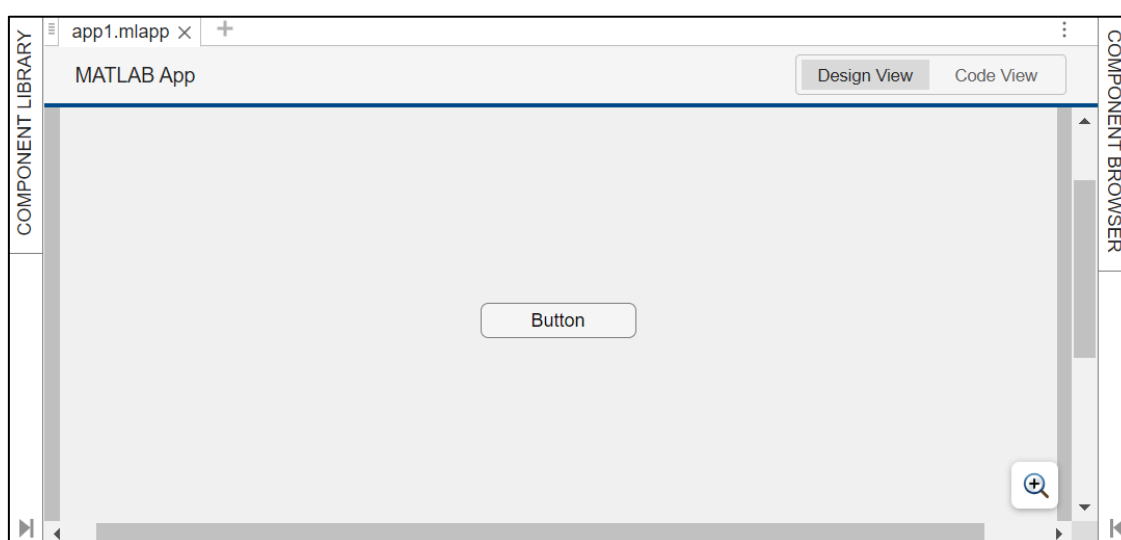 COMPONENT LIBRARY
app1.mlapp
MATLAB App
Design View
Code View
Button
COMPONENT BROWSER